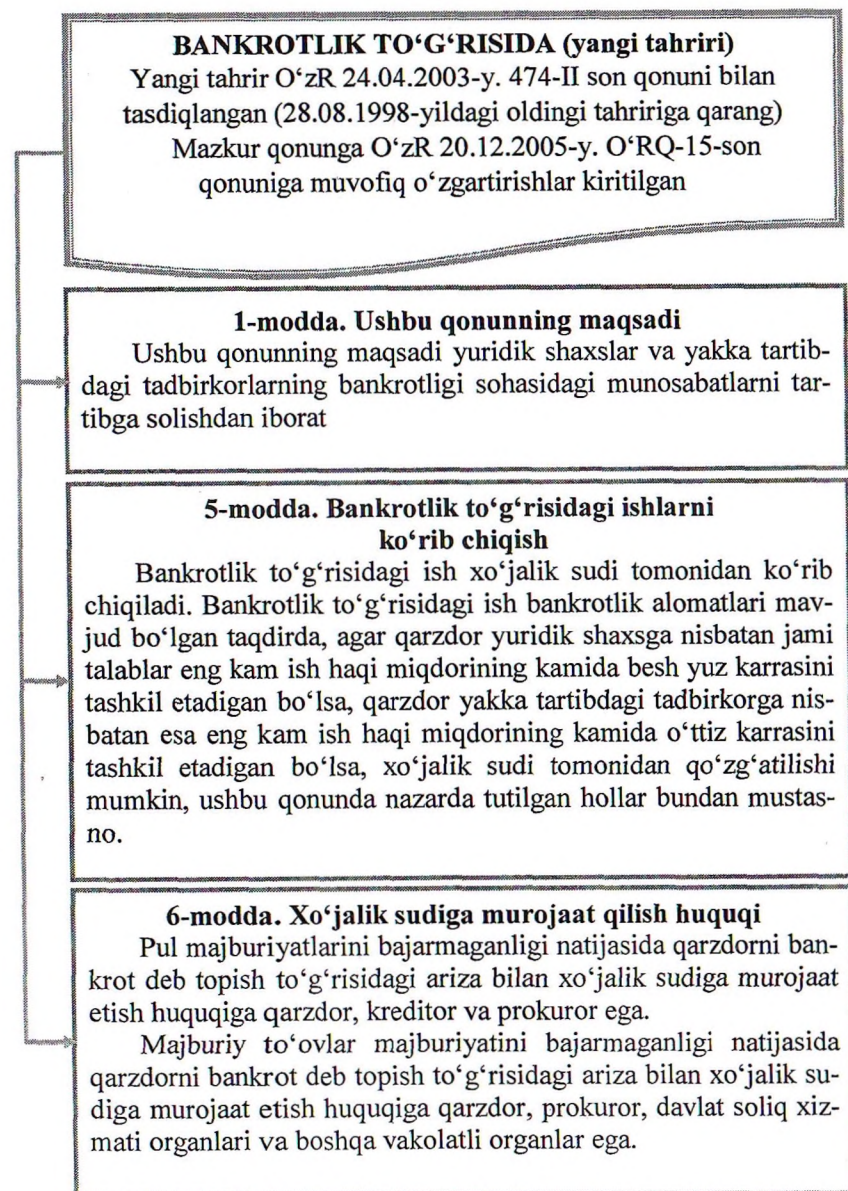 BANKROTLIK TO‘G‘RISIDA (yangi tahriri)
Yangi tahrir O‘zR 24.04.2003-y. 474-II son qonuni bilan
tasdiqlangan (28.08.1998-yildagi oldingi tahririga qarang)
Mazkur qonunga O‘zR 20.12.2005-y. O‘RQ-15-son
qonuniga muvofiq o‘zgartirishlar kiritilgan
1-modda. Ushbu qonunning maqsadi
Ushbu qonunning maqsadi yuridik shaxslar va yakka tartib-
dagi tadbirkorlarning bankrotligi sohasidagi munosabatlarni tar-
tibga solishdan iborat
5-modda. Bankrotlik to‘g‘risidagi ishlarni
ko‘rib chiqish
Bankrotlik to‘g‘risidagi ish xo‘jalik sudi tomonidan ko‘rib
chiqiladi. Bankrotlik to‘g‘risidagi ish bankrotlik alomatlari mav-
jud bo‘lgan taqdirda, agar qarzdor yuridik shaxsga nisbatan jami
talablar eng kam ish haqi miqdorining kamida besh yuz karrasini
tashkil etadigan bo‘lsa, qarzdor yakka tartibdagi tadbirkorga nis-
batan esa eng kam ish haqi miqdorining kamida o‘ttiz karrasini
tashkil etadigan bo‘lsa, xo‘jalik sudi tomonidan qo‘zg‘atilishi
mumkin, ushbu qonunda nazarda tutilgan hollar bundan mustas-
no.
6-modda. Xo‘jalik sudiga murojaat qilish huquqi
Pul majburiyatlarini bajarmaganligi natijasida qarzdorni ban-
krot deb topish to‘g‘risidagi ariza bilan xo‘jalik sudiga murojaat
etish huquqiga qarzdor, kreditor va prokuror ega.
Majburiy to‘ovlar majburiyatini bajarmaganligi natijasida
qarzdorni bankrot deb topish to‘g‘risidagi ariza bilan xo‘jalik su-
diga murojaat etish huquqiga qarzdor, prokuror, davlat soliq xiz-
mati organlari va boshqa vakolatli organlar ega.